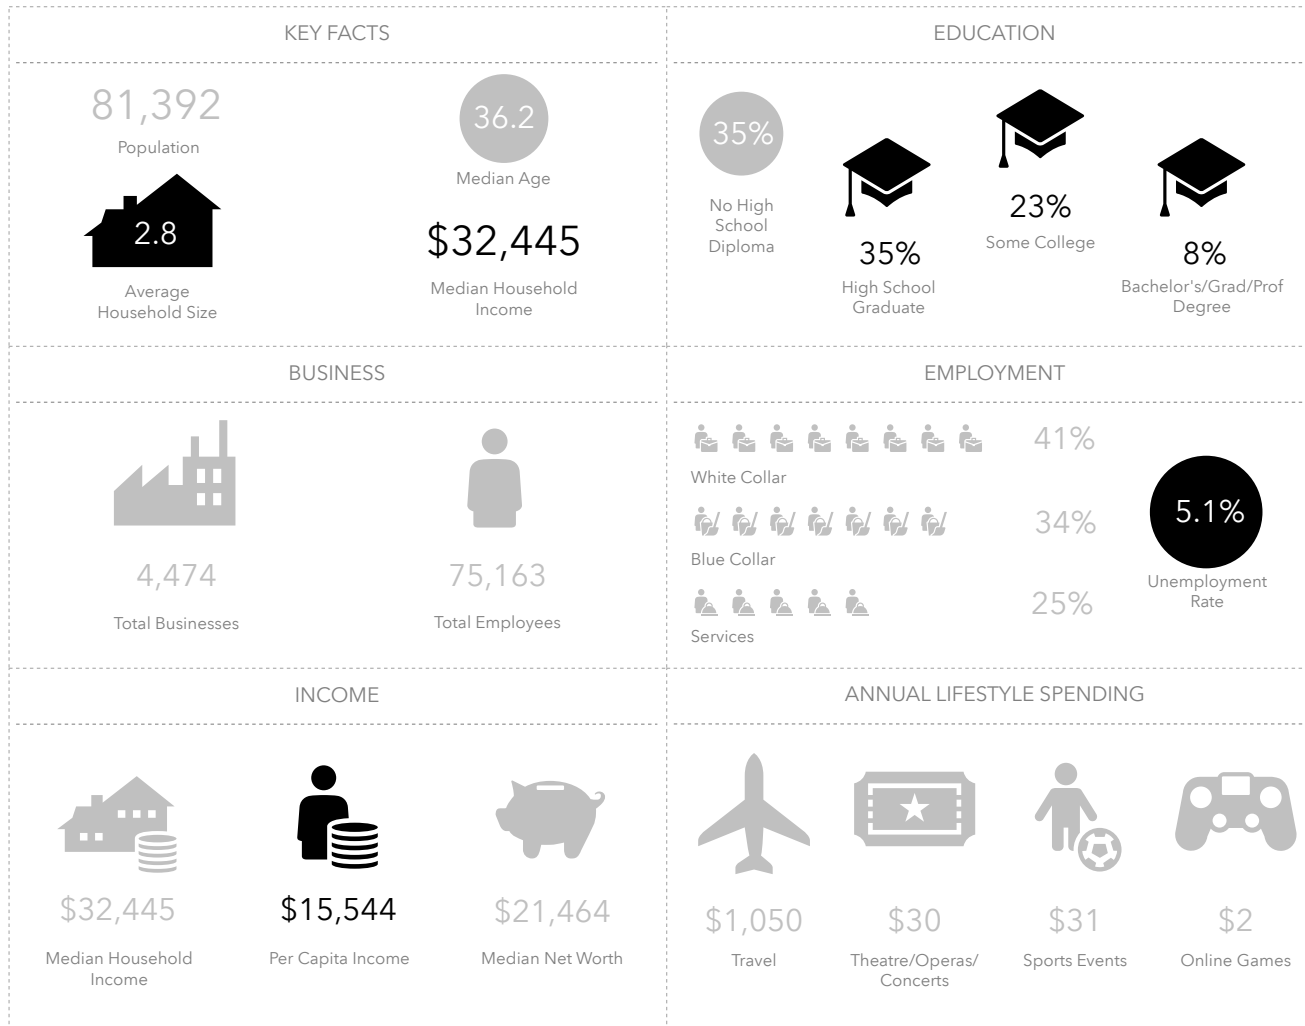 KEY FACTS
81,392
Population
36.2
Median Age
2.8
Average
Household Size
$32,445
Median Household
Income
EDUCATION
35%
No High
School
Diploma
35%
High School
Graduate
23%
Some College
8%
Bachelor's/Grad/Prof
Degree
BUSINESS
4,474
Total Businesses
75,163
Total Employees
EMPLOYMENT
41%
White Collar
34%
Blue Collar
25%
Services
5.1%
Unemployment
Rate
INCOME
$32,445
Median Household
Income
$15,544
Per Capita Income
$21,464
Median Net Worth
ANNUAL LIFESTYLE SPENDING
$1,050
Travel
$30
Theatre/Operas/
Concerts
$31
Sports Events
$2
Online Games